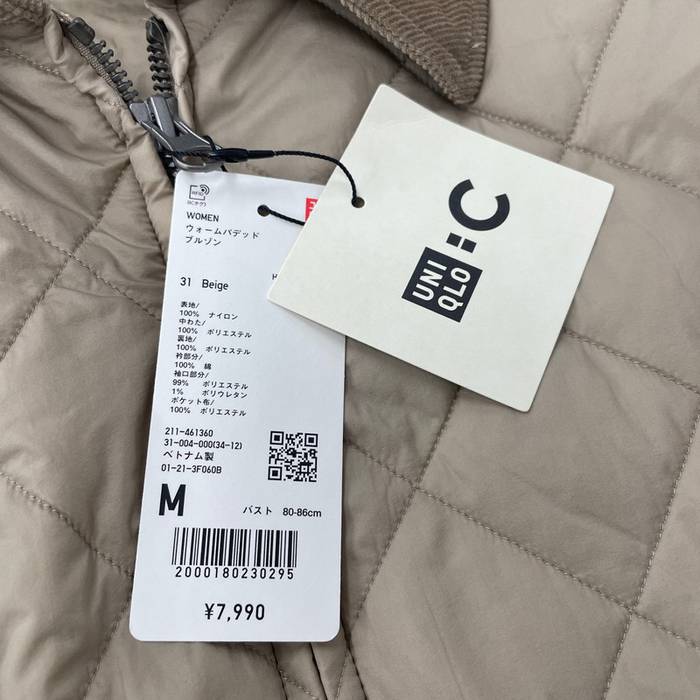 RFID
WOMEN
ウォームパデッド
ブルゾン
31 Beige
表地/
100% ナイロン
中わた/
100% ポリエステル
裏地/
100% ポリエステル
衿部分/
100% 綿
袖口部分/
99% ポリエステル
1% ポリウレタン
ポケット布/
100% ポリエステル
211-461360
31-004-000(34-12)
ベトナム製
01-21-3F060B
M バスト 80-86cm
2000180230295
¥7,990
:C
UNI
QLO